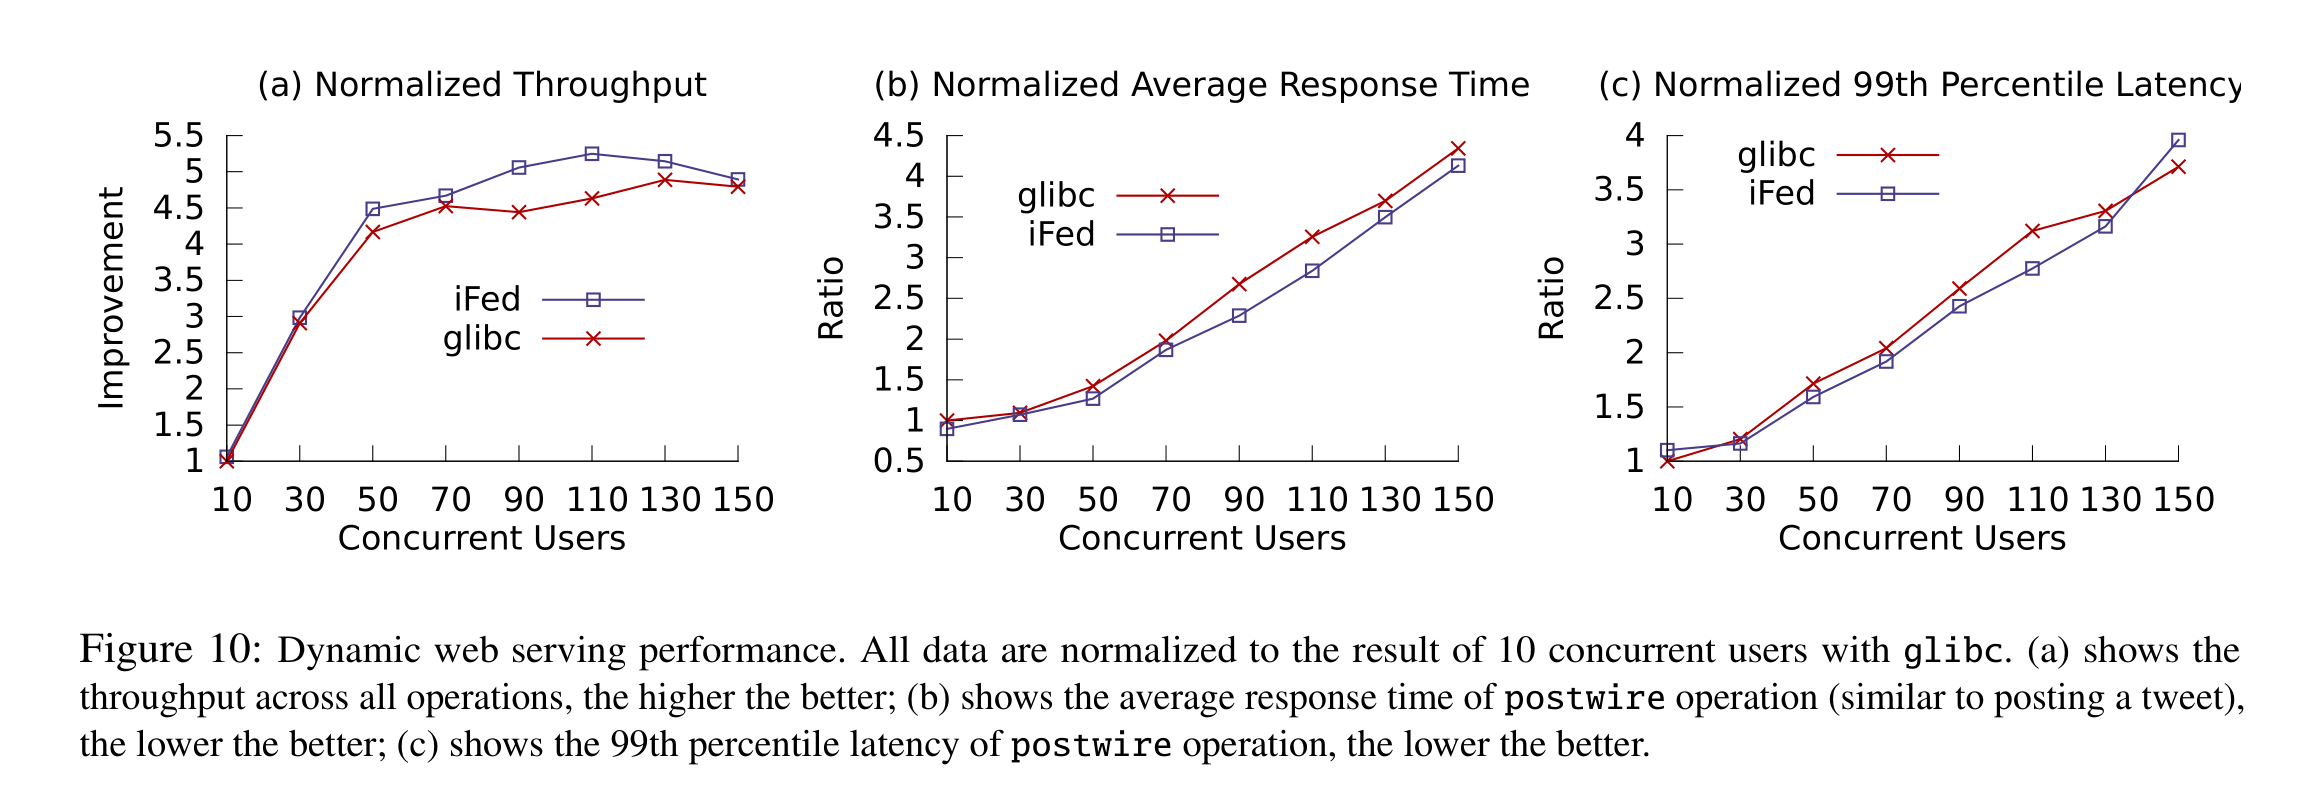 (a) Normalized Throughput
5.5
5
4.5
4
3.5
3
2.5
2
1.5
1
Improvement
iFed
glibc
10 30 50 70 90 110 130 150
Concurrent Users
(b) Normalized Average Response Time
4.5
4
3.5
3
2.5
2
1.5
1
0.5
Ratio
glibc
iFed
10 30 50 70 90 110 130 150
Concurrent Users
(c) Normalized 99th Percentile Latency
4
3.5
3
2.5
2
1.5
1
Ratio
glibc
iFed
10 30 50 70 90 110 130 150
Concurrent Users
Figure 10: Dynamic web serving performance. All data are normalized to the result of 10 concurrent users with glibc. (a) shows the
throughput across all operations, the higher the better; (b) shows the average response time of postwire operation (similar to posting a tweet),
the lower the better; (c) shows the 99th percentile latency of postwire operation, the lower the better.